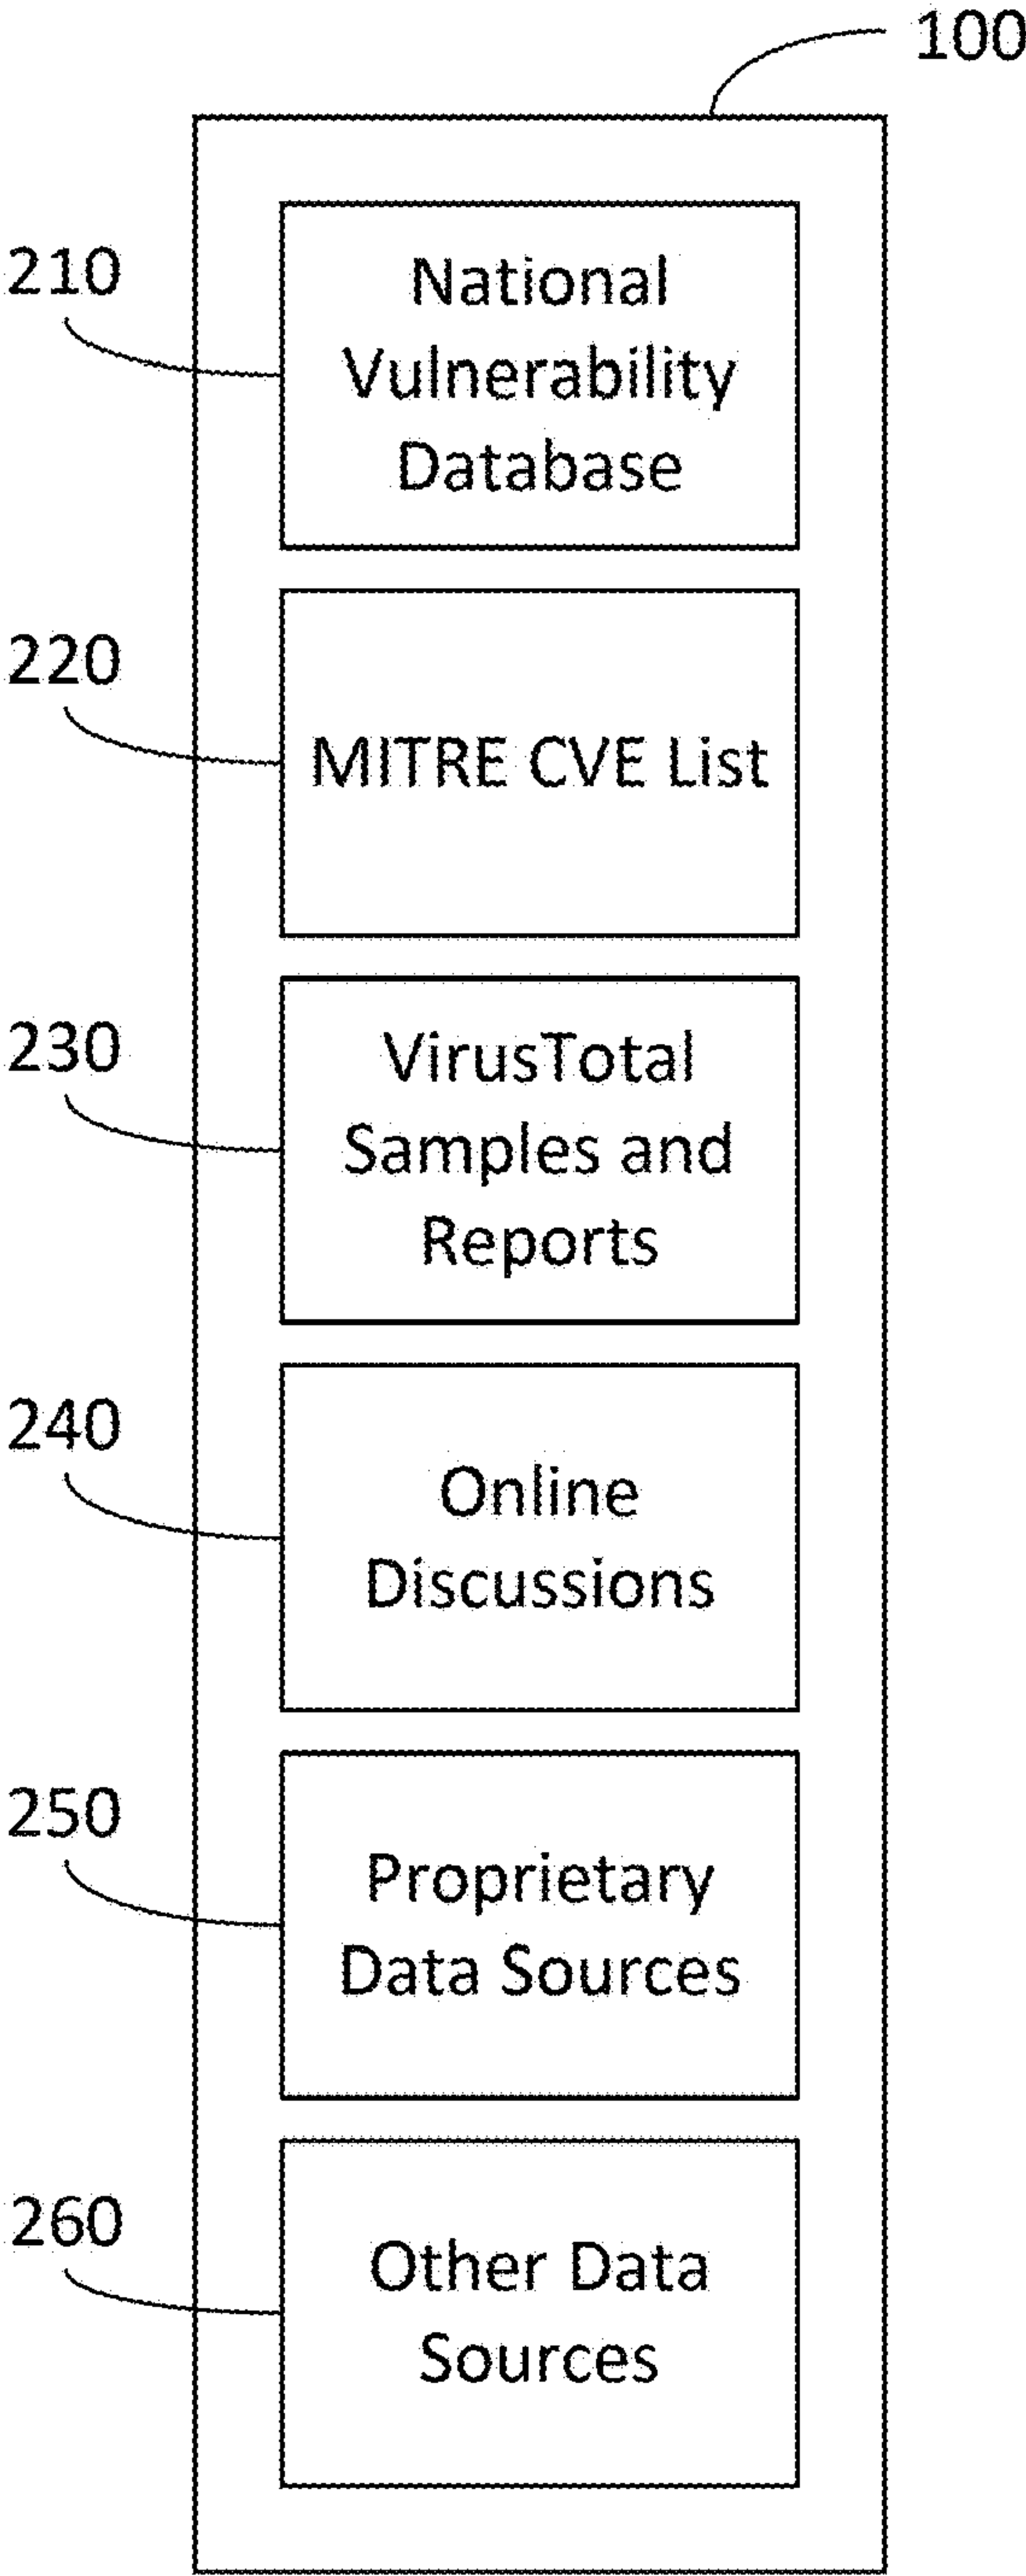 100
210
National
Vulnerability
Database
220
MITRE CVE List
230
VirusTotal
Samples and
Reports
240
Online
Discussions
250
Proprietary
Data Sources
260
Other Data
Sources